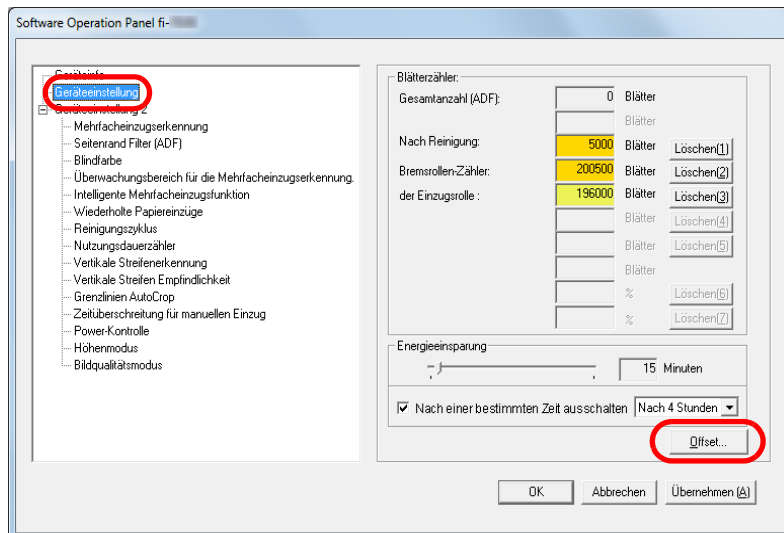 Software Operation Panel fi-
Geräteinfo
Geräteeinstellung
Geräteeinstellung 2
Mehrfacheinzugserkennung
Seitenrand Filter (ADF)
Blindfarbe
Überwachungsbereich für die Mehrfacheinzugserkennung.
Intelligente Mehrfacheinzugsfunktion
Wiederholte Papiereinzüge
Reinigungszyklus
Nutzungsdauerzähler
Vertikale Streifenerkennung
Vertikale Streifen Empfindlichkeit
Grenzlinien AutoCrop
Zeitüberschreitung für manuellen Einzug
Power-Kontrolle
Höhenmodus
Bildqualitätsmodus
Blätterzähler:
Gesamtanzahl (ADF): 0 Blätter
Blätter
Nach Reinigung: 5000 Blätter Löschen(1)
Bremsrollen-Zähler: 200500 Blätter Löschen(2)
der Einzugsrolle : 196000 Blätter Löschen(3)
Blätter Löschen(4)
Blätter Löschen(5)
Blätter
% Löschen(6)
% Löschen(7)
Energieeinsparung
15 Minuten
Nach einer bestimmten Zeit ausschalten Nach 4 Stunden
Offset...
OK Abbrechen Übernehmen (A)